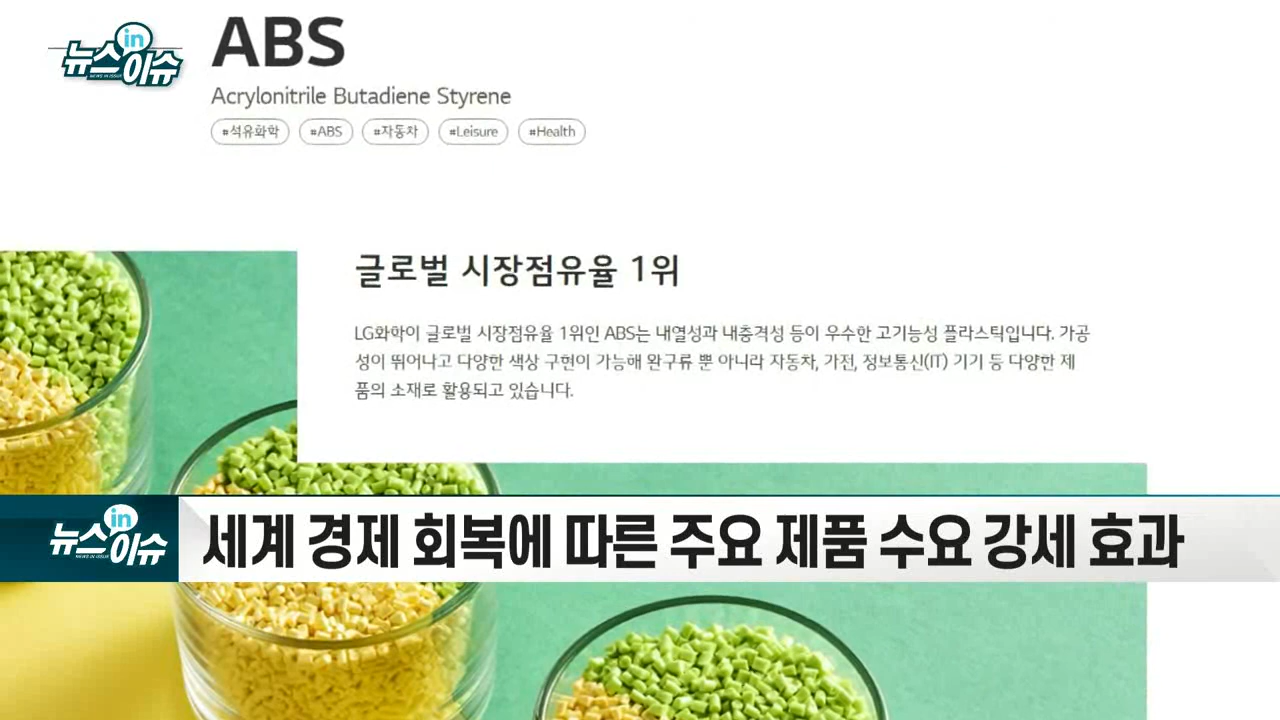 뉴스in이슈
NEWS IN ISSUE
ABS
Acrylonitrile Butadiene Styrene
#석유화학 #ABS #자동차 #Leisure #Health
글로벌 시장점유율 1위
LG화학이 글로벌 시장점유율 1위인 ABS는 내열성과 내충격성 등이 우수한 고기능성 플라스틱입니다. 가공
성이 뛰어나고 다양한 색상 구현이 가능해 완구류 뿐 아니라 자동차, 가전, 정보통신(IT) 기기 등 다양한 제
품의 소재로 활용되고 있습니다.
뉴스in이슈
NEWS IN ISSUE
세계 경제 회복에 따른 주요 제품 수요 강세 효과